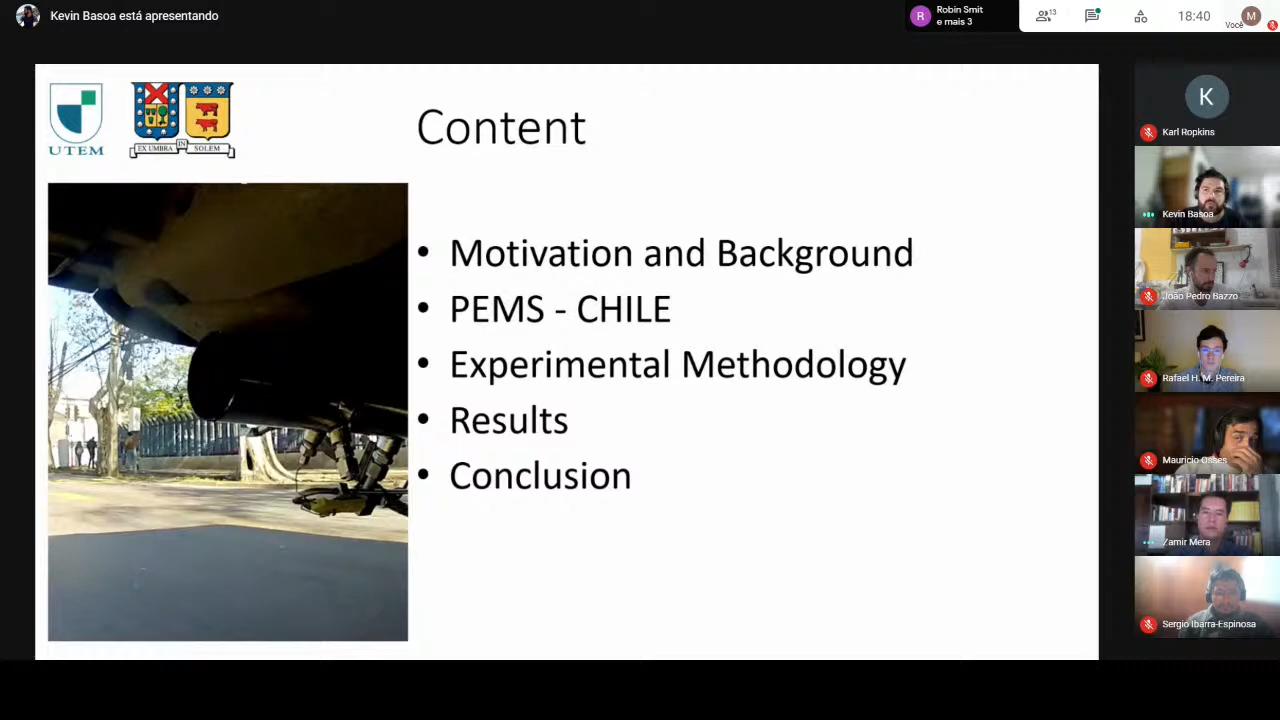 Kevin Basoa está apresentando
R
Robin Smit
e mais 3
13
18:40
Você
M
UTEM
EX UMBRA IN SOLEM
Content
• Motivation and Background
• PEMS - CHILE
• Experimental Methodology
• Results
• Conclusion
K
Karl Ropkins
Kevin Basoa
João Pedro Bazzo
Rafael H. M. Pereira
Mauricio Osses
Zamir Mera
Sergio Ibarra-Espinosa